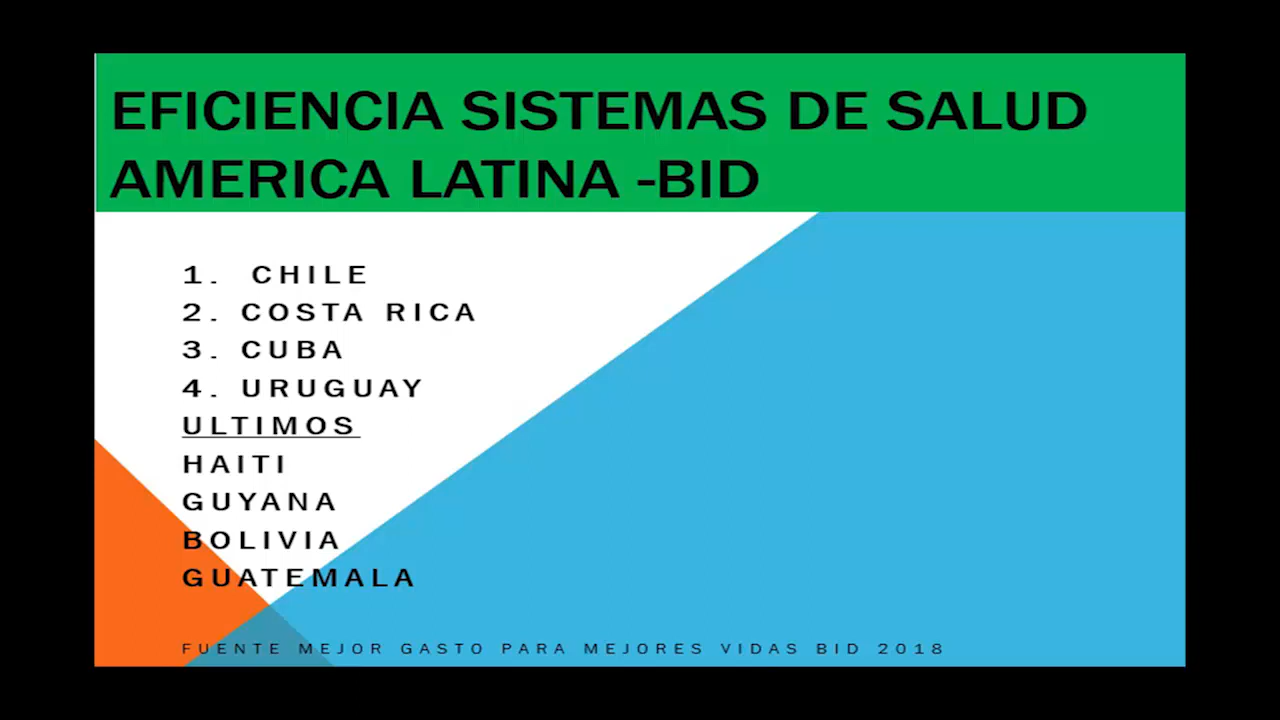 EFICIENCIA SISTEMAS DE SALUD
AMERICA LATINA -BID
1. CHILE
2. COSTA RICA
3. CUBA
4. URUGUAY
ULTIMOS
HAITI
GUYANA
BOLIVIA
GUATEMALA
FUENTE MEJOR GASTO PARA MEJORES VIDAS BID 2018